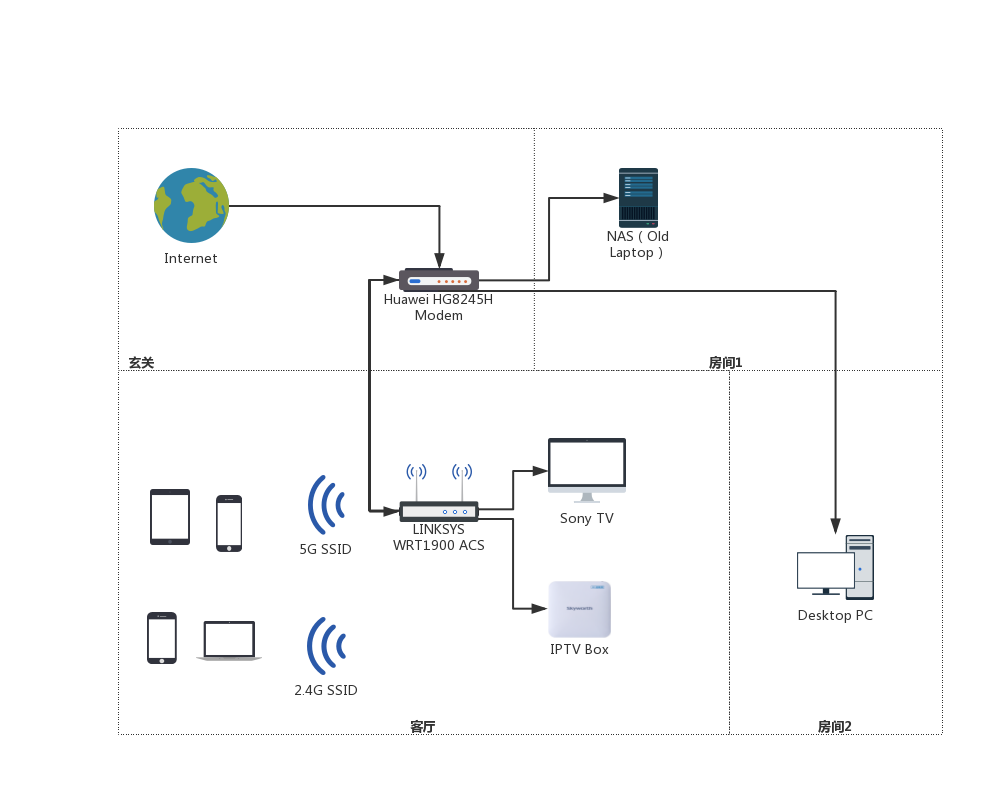 Internet
NAS ( Old
Laptop )
Huawei HG8245H
Modem
玄关
房间1
LINKSYS
WRT1900 ACS
Sony TV
5G SSID
Skyworth
IPTV Box
Desktop PC
2.4G SSID
客厅
房间2